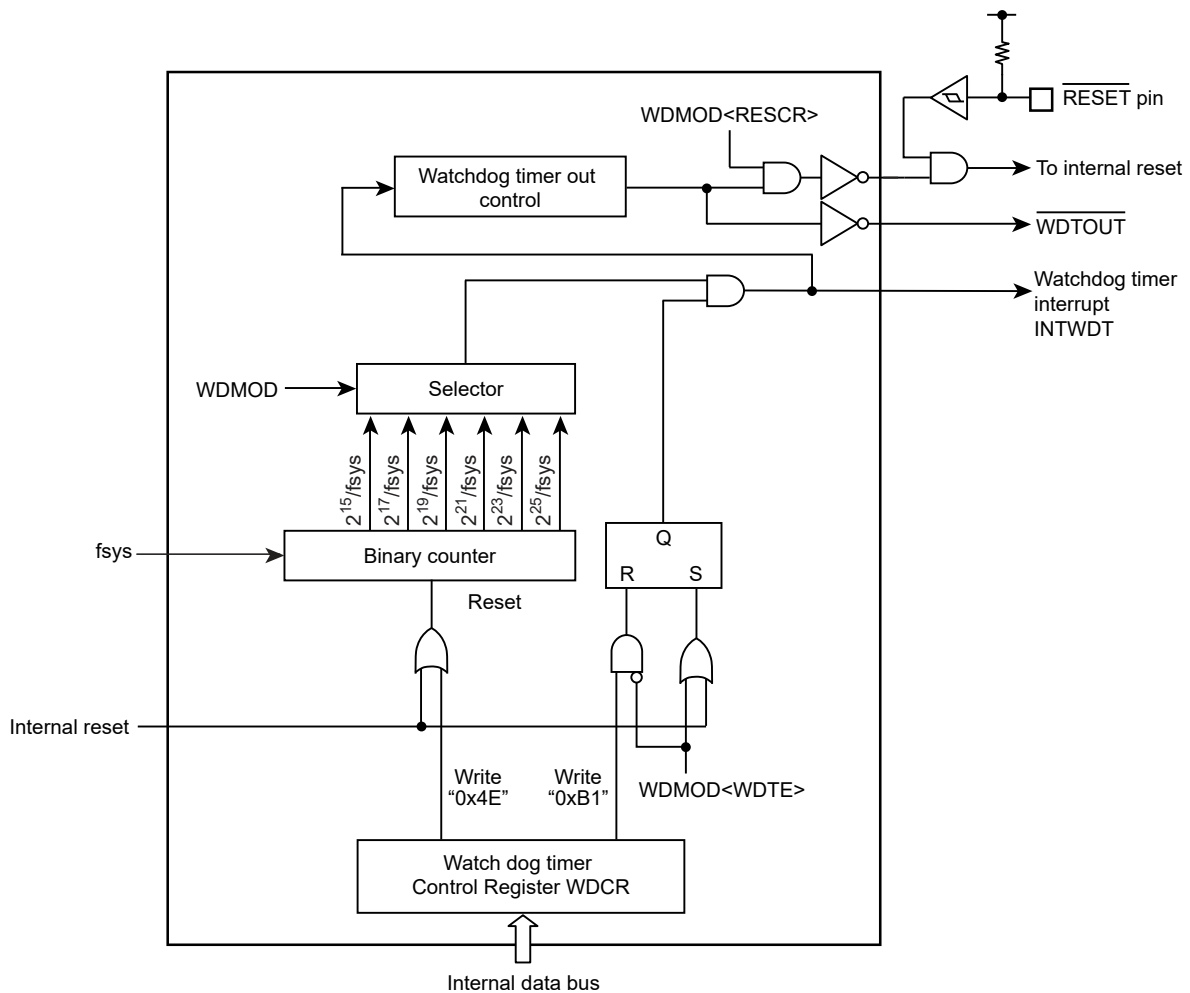 RESET pin
WDMOD<RESCR>
Watchdog timer out
control
To internal reset
WDTOUT
Watchdog timer
interrupt
INTWDT
WDMOD
Selector
2^15/fsys
2^17/fsys
2^19/fsys
2^21/fsys
2^23/fsys
2^25/fsys
fsys
Binary counter
Q
R
S
Reset
Internal reset
Write
“0x4E”
Write
“0xB1”
WDMOD<WDTE>
Watch dog timer
Control Register WDCR
Internal data bus